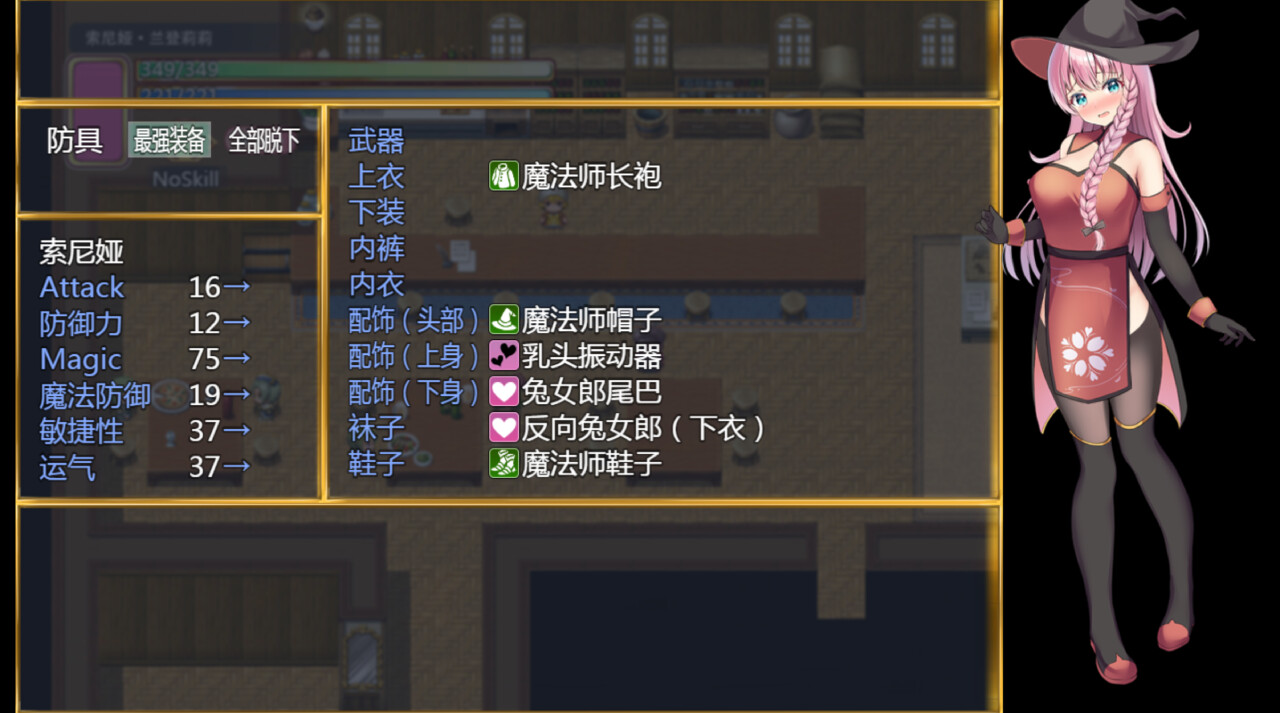 索尼娅·兰登莉莉
349/349
331/331
防具 最强装备 全部脱下
NoSkill
索尼娅
Attack 16→
防御力 12→
Magic 75→
魔法防御 19→
敏捷性 37→
运气 37→
武器
上衣 魔法师长袍
下装
内裤
内衣
配饰(头部) 魔法师帽子
配饰(上身) 乳头振动器
配饰(下身) 兔女郎尾巴
袜子 反向兔女郎(下衣)
鞋子 魔法师鞋子